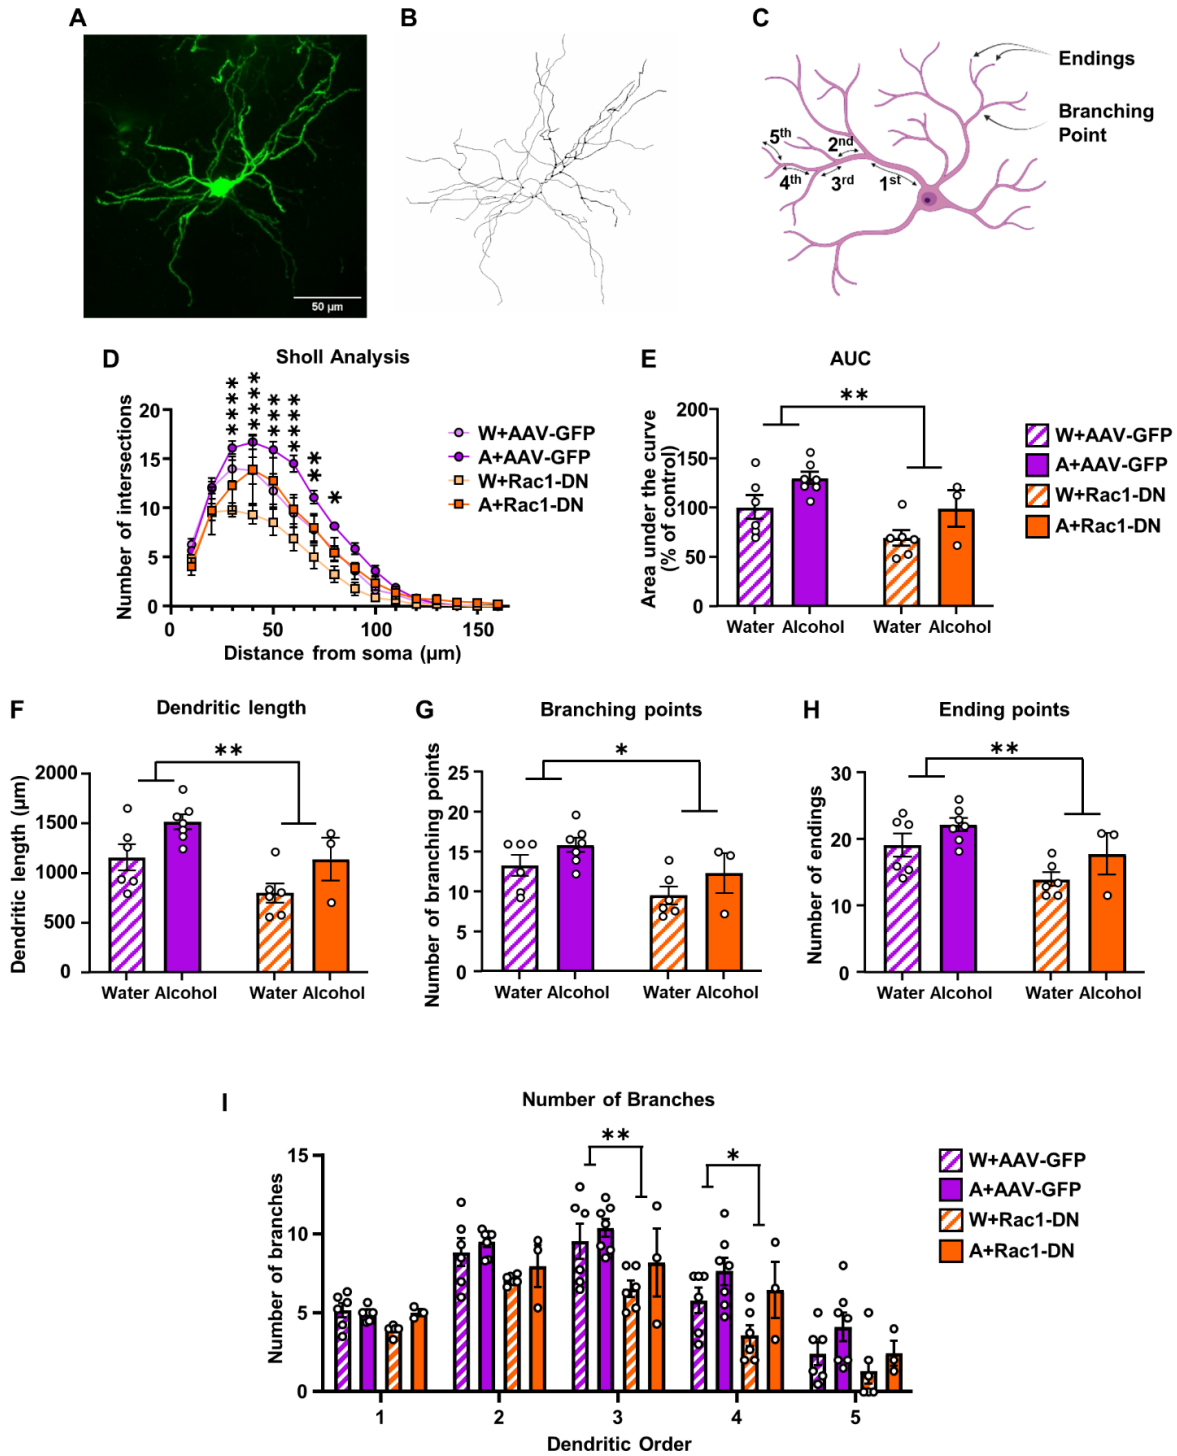 A
B
C
50 µm
Endings
Branching
Point
5th
2nd
4th
3rd
1st
D
Sholl Analysis
Number of intersections
20
15
10
5
0
****
****
***
****
**
*
0
50
100
150
Distance from soma (µm)
W+AAV-GFP
A+AAV-GFP
W+Rac1-DN
A+Rac1-DN
E
AUC
**
Area under the curve
(% of control)
200
150
100
50
0
Water Alcohol
Water Alcohol
W+AAV-GFP
A+AAV-GFP
W+Rac1-DN
A+Rac1-DN
F
Dendritic length
**
Dendritic length (µm)
2000
1500
1000
500
0
Water Alcohol
Water Alcohol
G
Branching points
*
Number of branching points
25
20
15
10
5
0
Water Alcohol
Water Alcohol
H
Ending points
**
Number of endings
30
20
10
0
Water Alcohol
Water Alcohol
I
Number of Branches
**
*
Number of branches
15
10
5
0
1
2
3
4
5
Dendritic Order
W+AAV-GFP
A+AAV-GFP
W+Rac1-DN
A+Rac1-DN